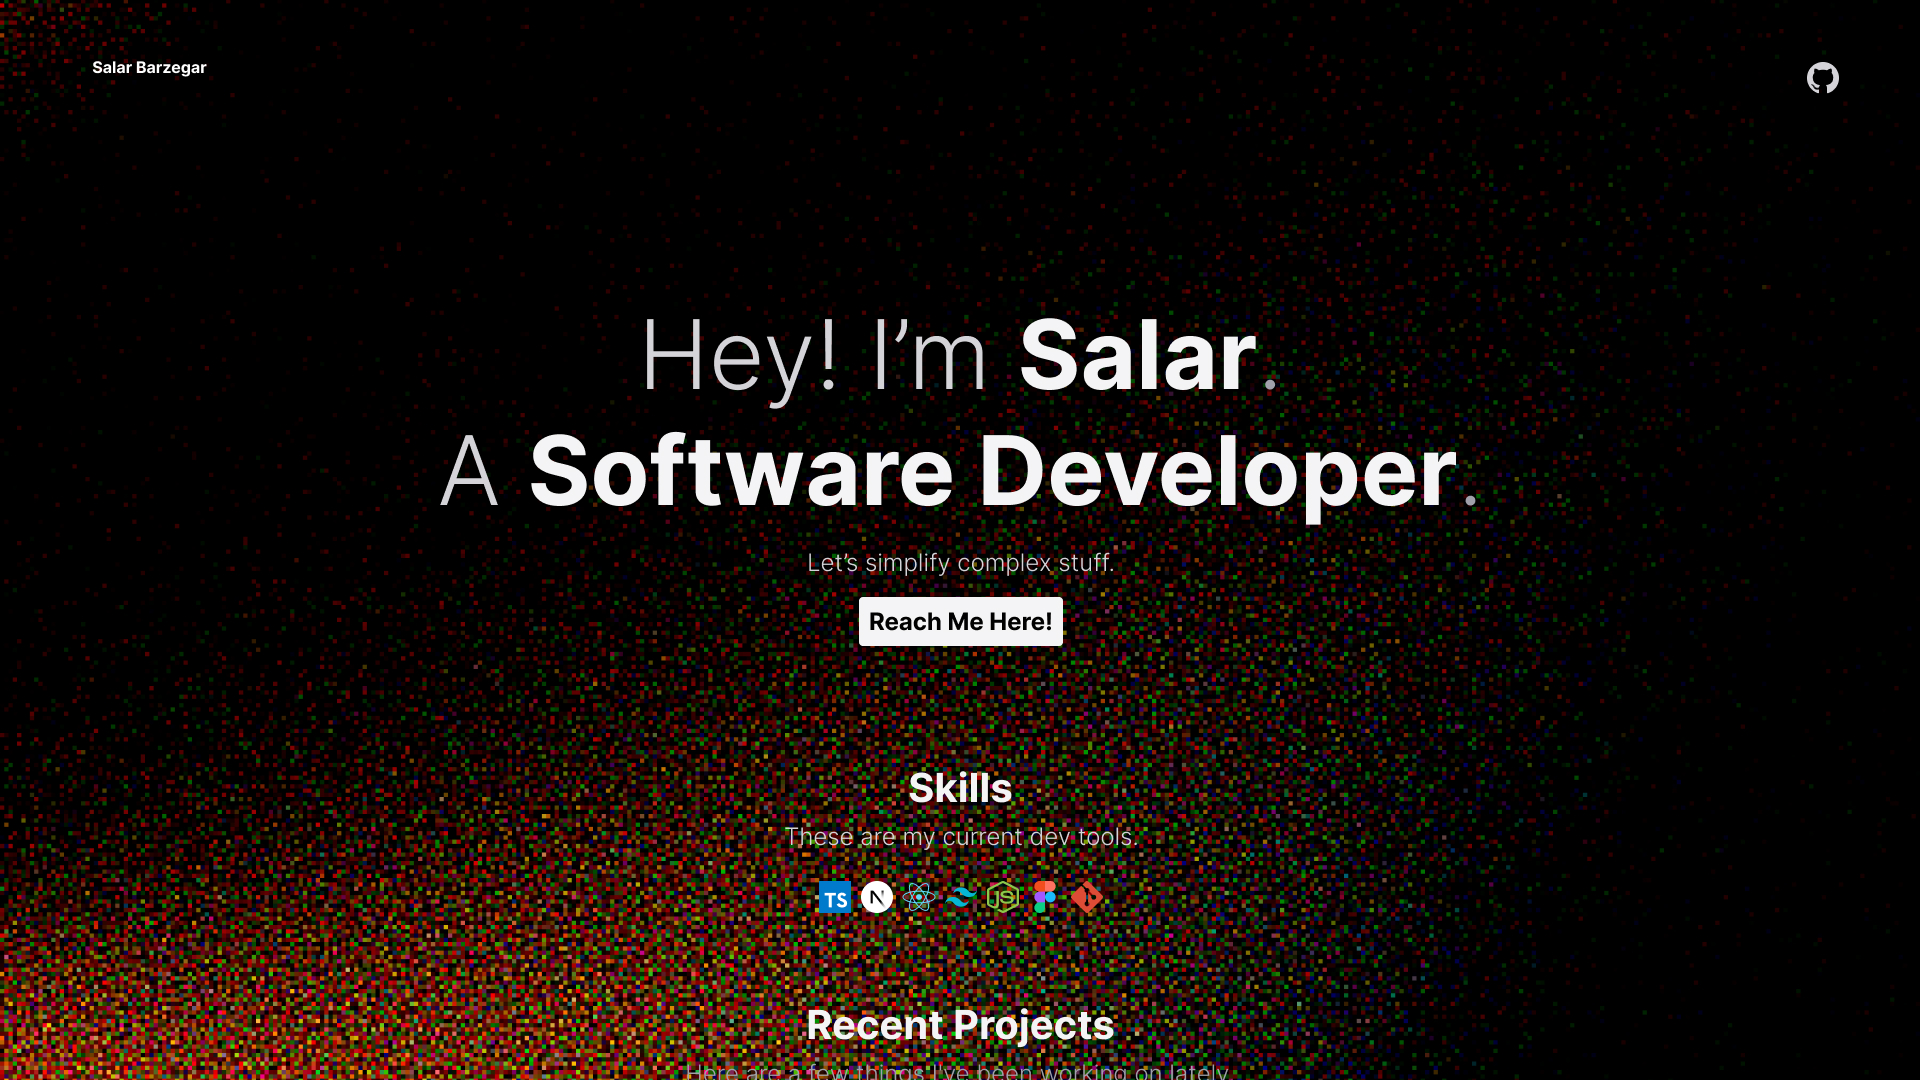 Salar Barzegar
Hey! I’m Salar.
A Software Developer.
Let’s simplify complex stuff.
Reach Me Here!
Skills
These are my current dev tools.
TS N JS
Recent Projects
Here are a few things I've been working on lately.